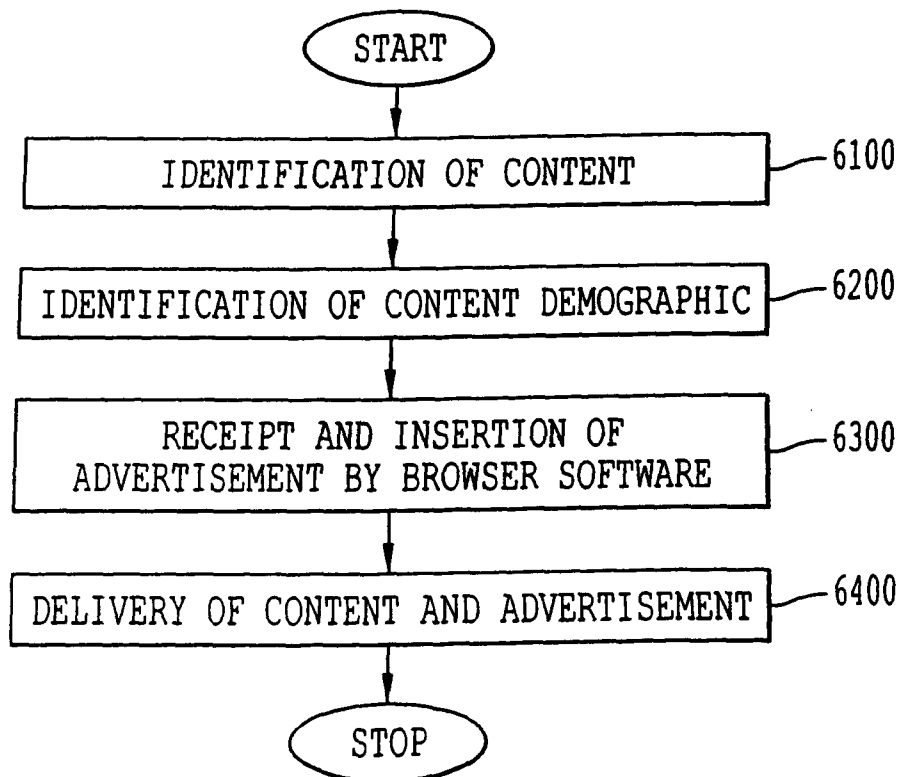 START
IDENTIFICATION OF CONTENT
6100
IDENTIFICATION OF CONTENT DEMOGRAPHIC
6200
RECEIPT AND INSERTION OF
ADVERTISEMENT BY BROWSER SOFTWARE
6300
DELIVERY OF CONTENT AND ADVERTISEMENT
6400
STOP